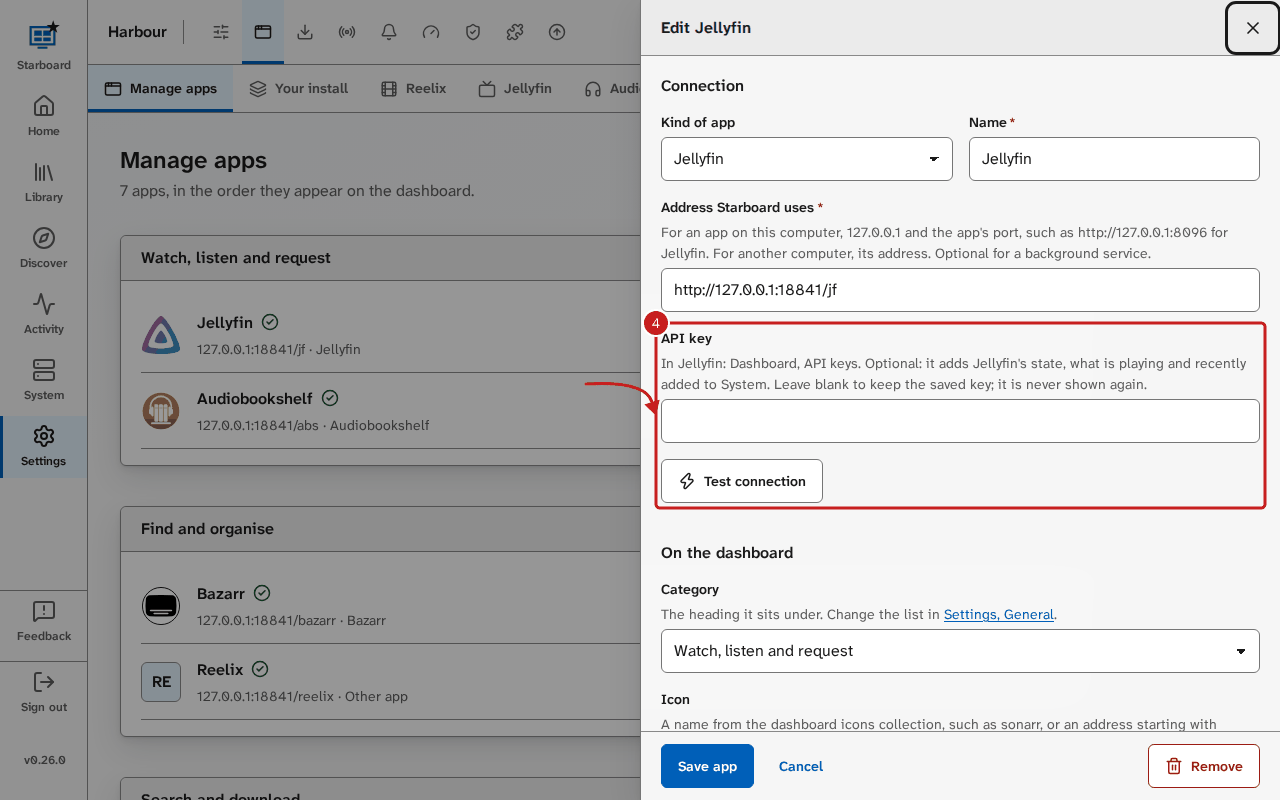 Starboard
Home
Library
Discover
Activity
System
Settings
Feedback
Sign out
v0.26.0
Harbour
Manage apps
Your install
Reelix
Jellyfin
Manage apps
7 apps, in the order they appear on the dashboard.
Watch, listen and request
Jellyfin
127.0.0.1:18841/jf · Jellyfin
Audiobookshelf
127.0.0.1:18841/abs · Audiobookshelf
Find and organise
Bazarr
127.0.0.1:18841/bazarr · Bazarr
RE
Reelix
127.0.0.1:18841/reelix · Other app
Search and download
Edit Jellyfin
Connection
Kind of app
Name *
Jellyfin
Jellyfin
Address Starboard uses *
For an app on this computer, 127.0.0.1 and the app's port, such as http://127.0.0.1:8096 for
Jellyfin. For another computer, its address. Optional for a background service.
http://127.0.0.1:18841/jf
4
API key
In Jellyfin: Dashboard, API keys. Optional: it adds Jellyfin's state, what is playing and recently
added to System. Leave blank to keep the saved key; it is never shown again.
Test connection
On the dashboard
Category
The heading it sits under. Change the list in Settings, General.
Watch, listen and request
Icon
A name from the dashboard icons collection, such as sonarr, or an address starting with
Save app
Cancel
Remove